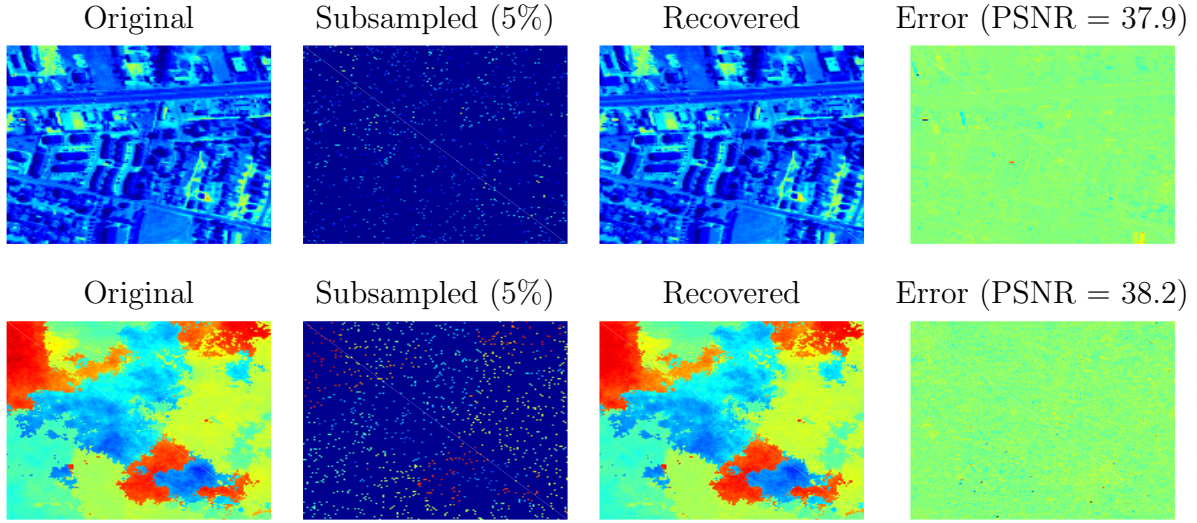 Original
Subsampled (5%)
Recovered
Error (PSNR = 37.9)
Original
Subsampled (5%)
Recovered
Error (PSNR = 38.2)